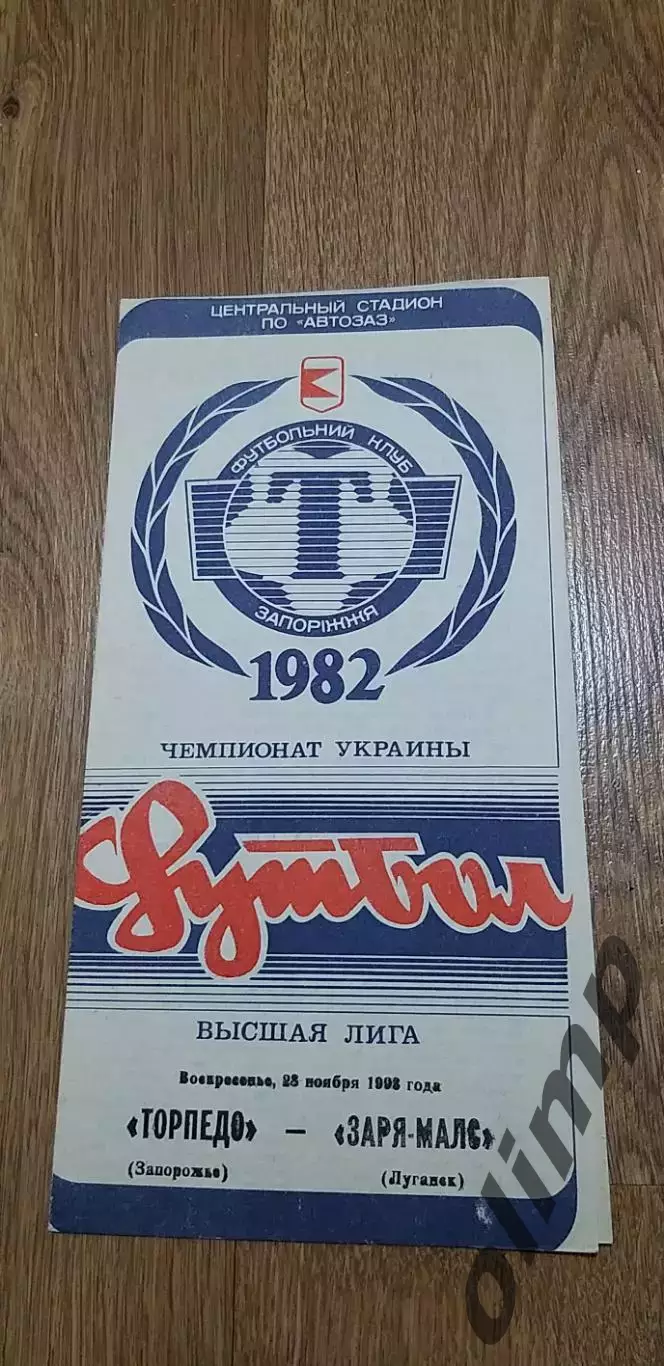 ЦЕНТРАЛЬНЫЙ СТАДИОН
ПО «АВТОЗАЗ»
ФУТБОЛЬНИЙ КЛУБ
Т
ЗАПОРІЖЖЯ
1982
ЧЕМПИОНАТ УКРАИНЫ
Футбол
ВЫСШАЯ ЛИГА
Воскресенье, 28 ноября 1993 года
«ТОРПЕДО» — «ЗАРЯ-МАЛС»
(Запорожье) (Луганск)
olimp